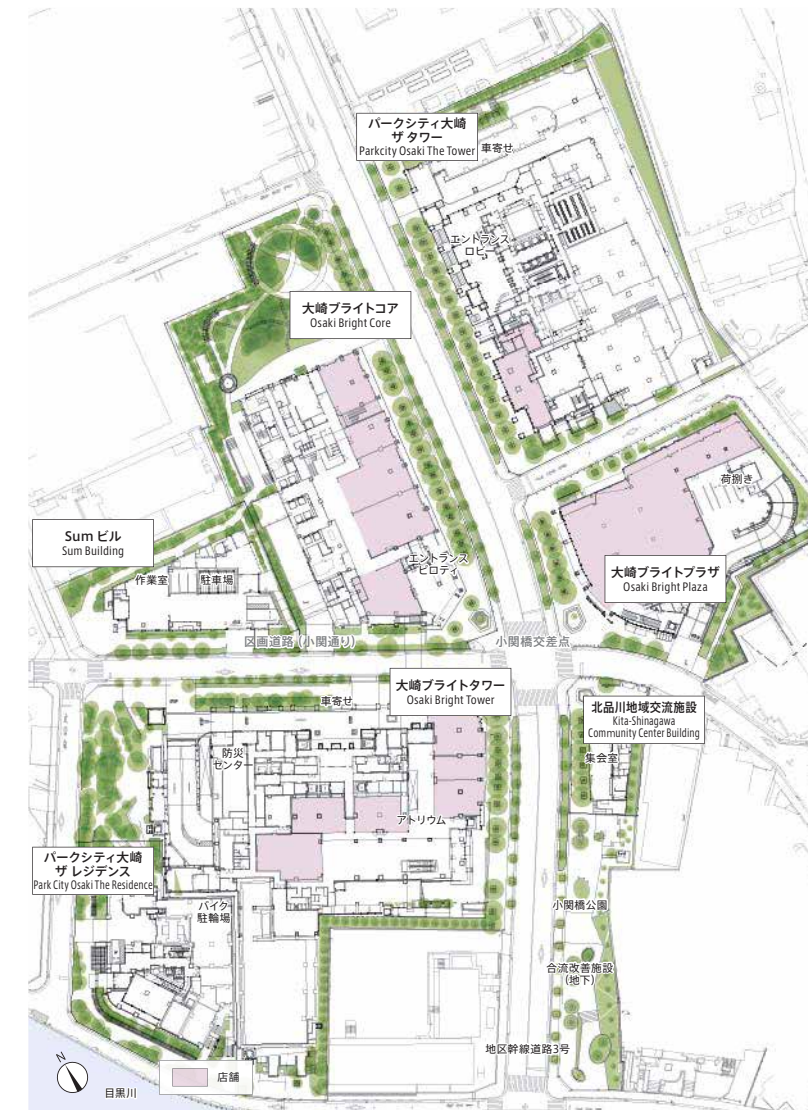 パークシティ大崎
ザ タワー
Parkcity Osaki The Tower
車寄せ
エントランス
ロビー
大崎ブライトコア
Osaki Bright Core
荷捌き
Sum ビル
Sum Building
作業室
駐車場
エントランス
ピロティ
大崎ブライトプラザ
Osaki Bright Plaza
区画道路(小関通り)
小関橋交差点
大崎ブライトタワー
Osaki Bright Tower
車寄せ
北品川地域交流施設
Kita-Shinagawa
Community Center Building
防災
センター
集会室
アトリウム
パークシティ大崎
ザ レジデンス
Park City Osaki The Residence
バイク
駐輪場
小関橋公園
合流改善施設
(地下)
地区幹線道路3号
N
店舗
目黒川